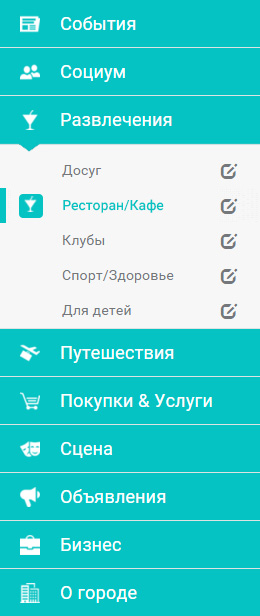 События
Социум
Развлечения
Досуг
Ресторан/Кафе
Клубы
Спорт/Здоровье
Для детей
Путешествия
Покупки & Услуги
Сцена
Объявления
Бизнес
О городе